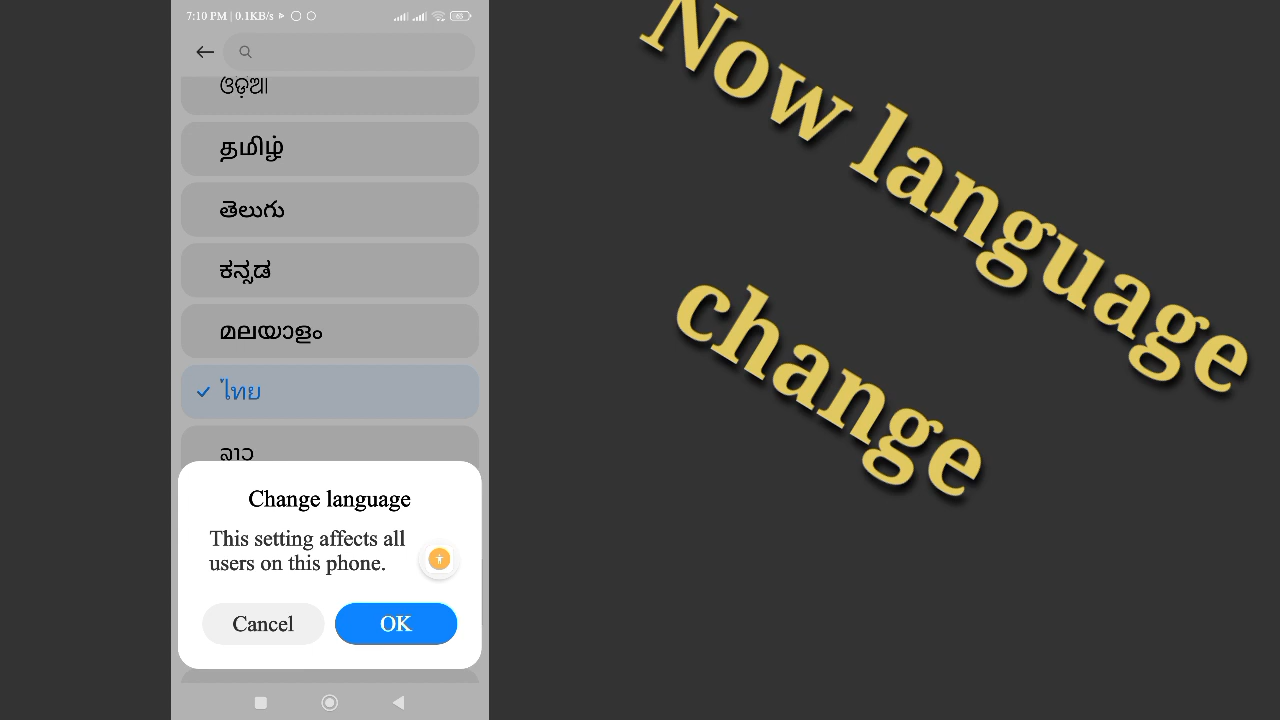 7:10 PM | 0.1KB/s
ଓଡ଼ିଆ
தமிழ்
తెలుగు
ಕನ್ನಡ
മലയാളം
ไทย
ລາວ
Change language
This setting affects all
users on this phone.
Cancel
OK
Now language
change